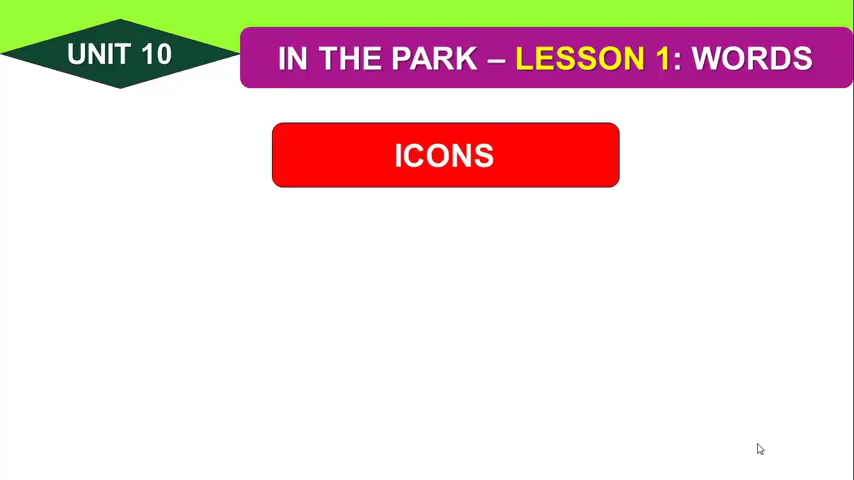 UNIT 10
IN THE PARK – LESSON 1: WORDS
ICONS